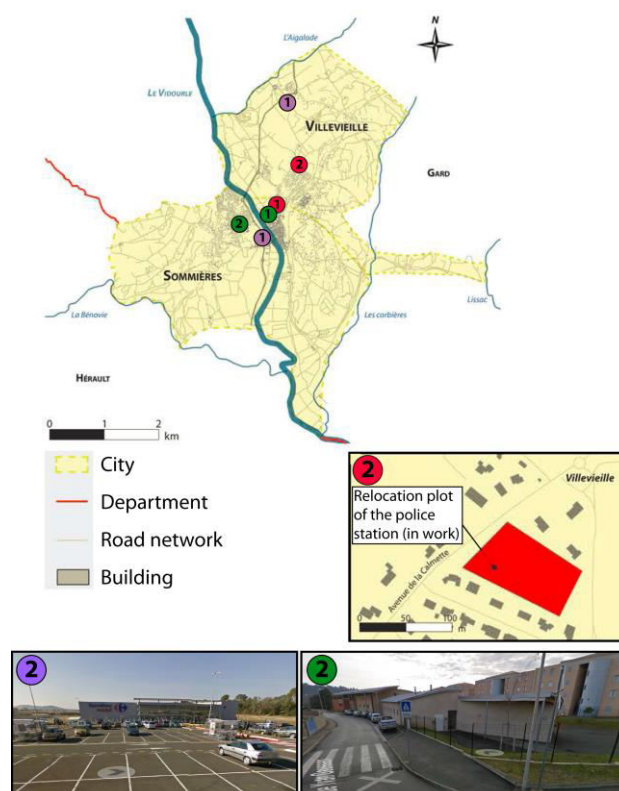 N
L'Aigalade
LE VIDOURLE
1
VILLEVIEILLE
2
GARD
1
1
2
1
SOMMIÈRES
La Bénovie
Les corbières
Lissac
HÉRAULT
0 1 2
km
City
Department
Road network
Building
2
Villevieille
Relocation plot
of the police
station (in work)
Avenue de la Calmette
0 50 100
m
2
2